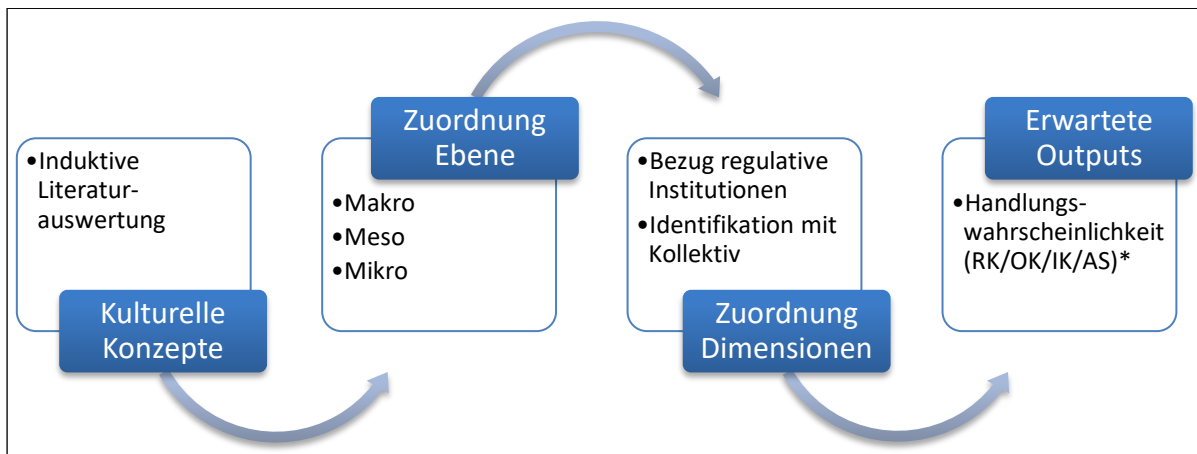 •Induktive
Literatur-
auswertung
Kulturelle
Konzepte
Zuordnung
Ebene
•Makro
•Meso
•Mikro
•Bezug regulative
Institutionen
•Identifikation mit
Kollektiv
Zuordnung
Dimensionen
Erwartete
Outputs
•Handlungs-
wahrscheinlichkeit
(RK/OK/IK/AS)*